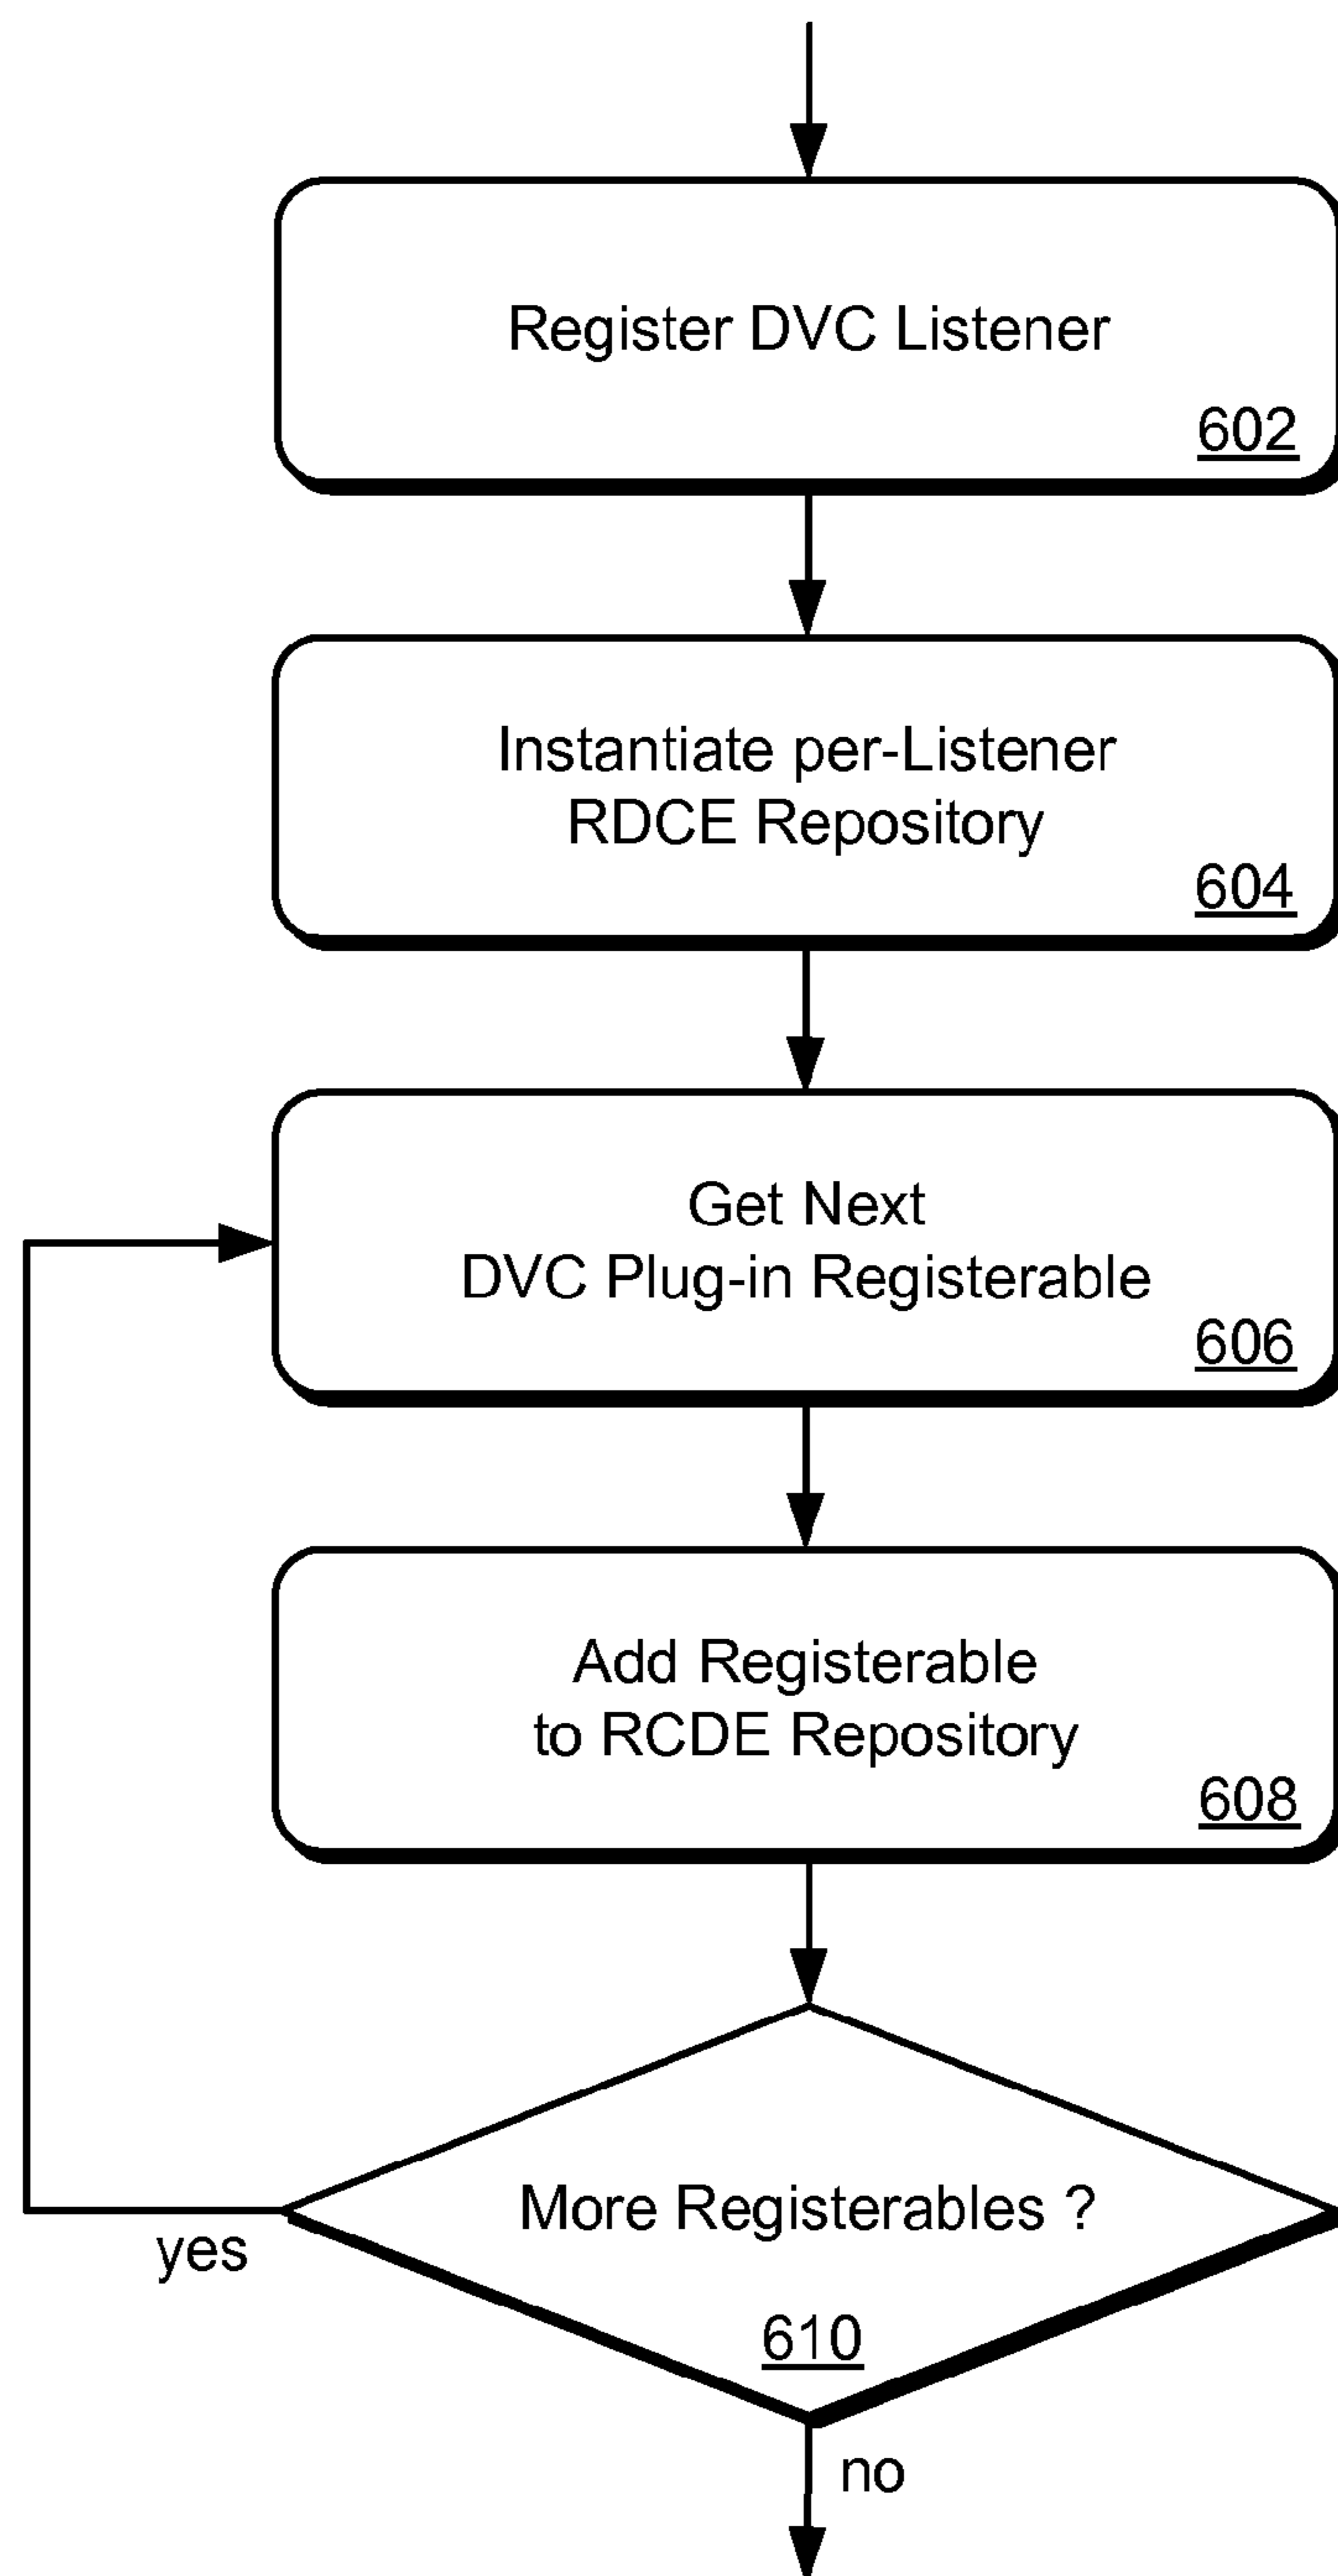 Register DVC Listener
602
Instantiate per-Listener
RDCE Repository
604
Get Next
DVC Plug-in Registerable
606
Add Registerable
to RCDE Repository
608
More Registerables ?
yes
610
no